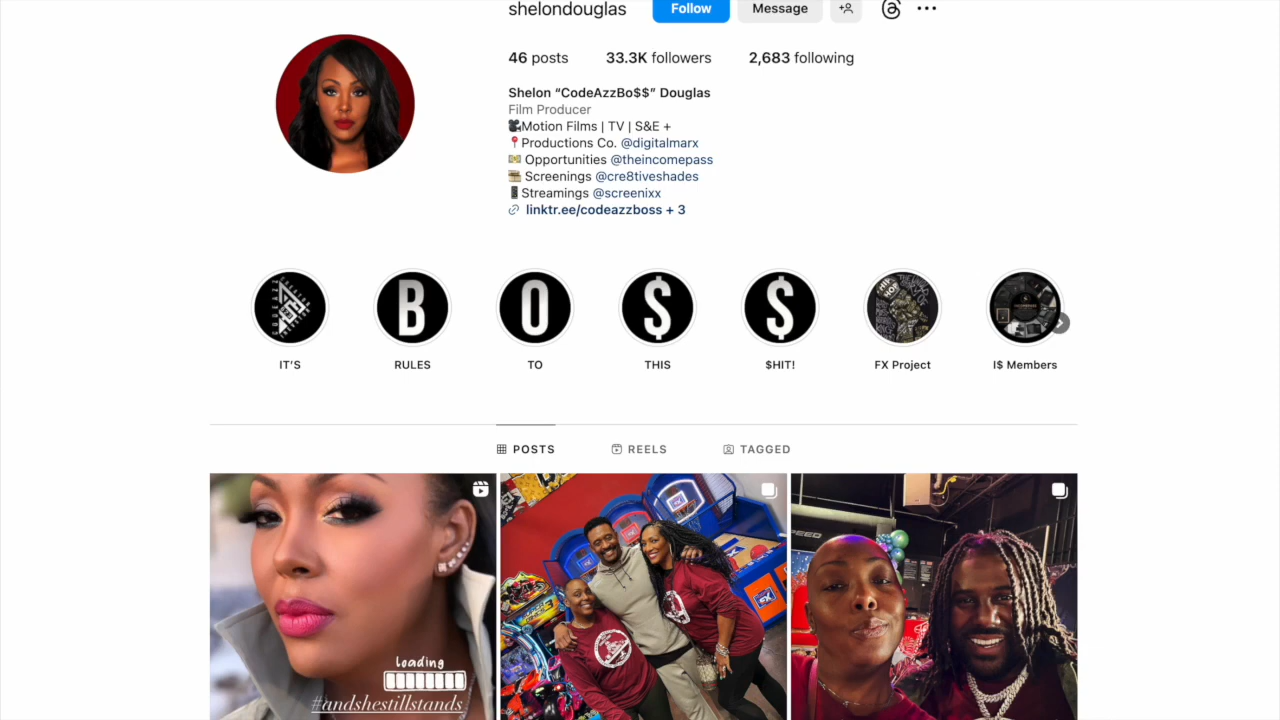 shelondouglas
Follow
Message
46 posts
33.3K followers
2,683 following
Shelon “CodeAzzBo$$” Douglas
Film Producer
Motion Films | TV | S&E +
Productions Co. @digitalmarx
Opportunities @theincomepass
Screenings @cre8tiveshades
Streamings @screenixx
linktr.ee/codeazzboss + 3
B
O
$
$
HIP HOP
IT'S
RULES
TO
THIS
$HIT!
FX Project
I$ Members
POSTS
REELS
TAGGED
loading
#andshestillstands